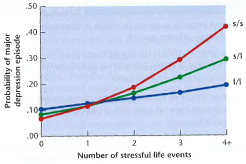 .50
s/s
.40
.30
s/l
.20
l/l
.10
.00
0
1
2
3
4+
Number of stressful life events
Probability of major
depression episode